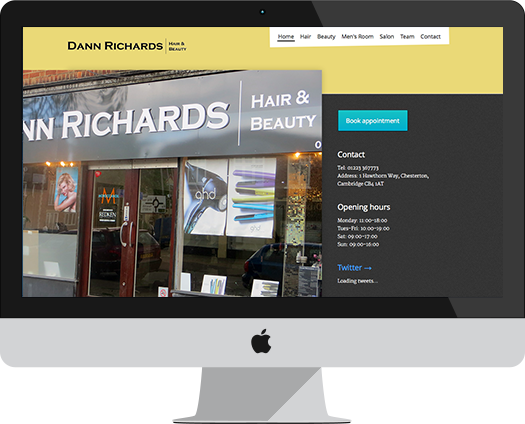 DANN RICHARDS
HAIR &
BEAUTY
Home Hair Beauty Men's Room Salon Team Contact
NN RICHARDS
HAIR &
BEAUTY
0
M
REDKEN
ghd
Book appointment
Contact
Tel: 01223 367773
Address: 1 Hawthorn Way, Chesterton,
Cambridge CB4 1AT
Opening hours
Monday: 11:00-18:00
Tues-Fri: 10:00-19:00
Sat: 09:00-17:00
Sun: 09:00-16:00
Twitter →
Loading tweets...